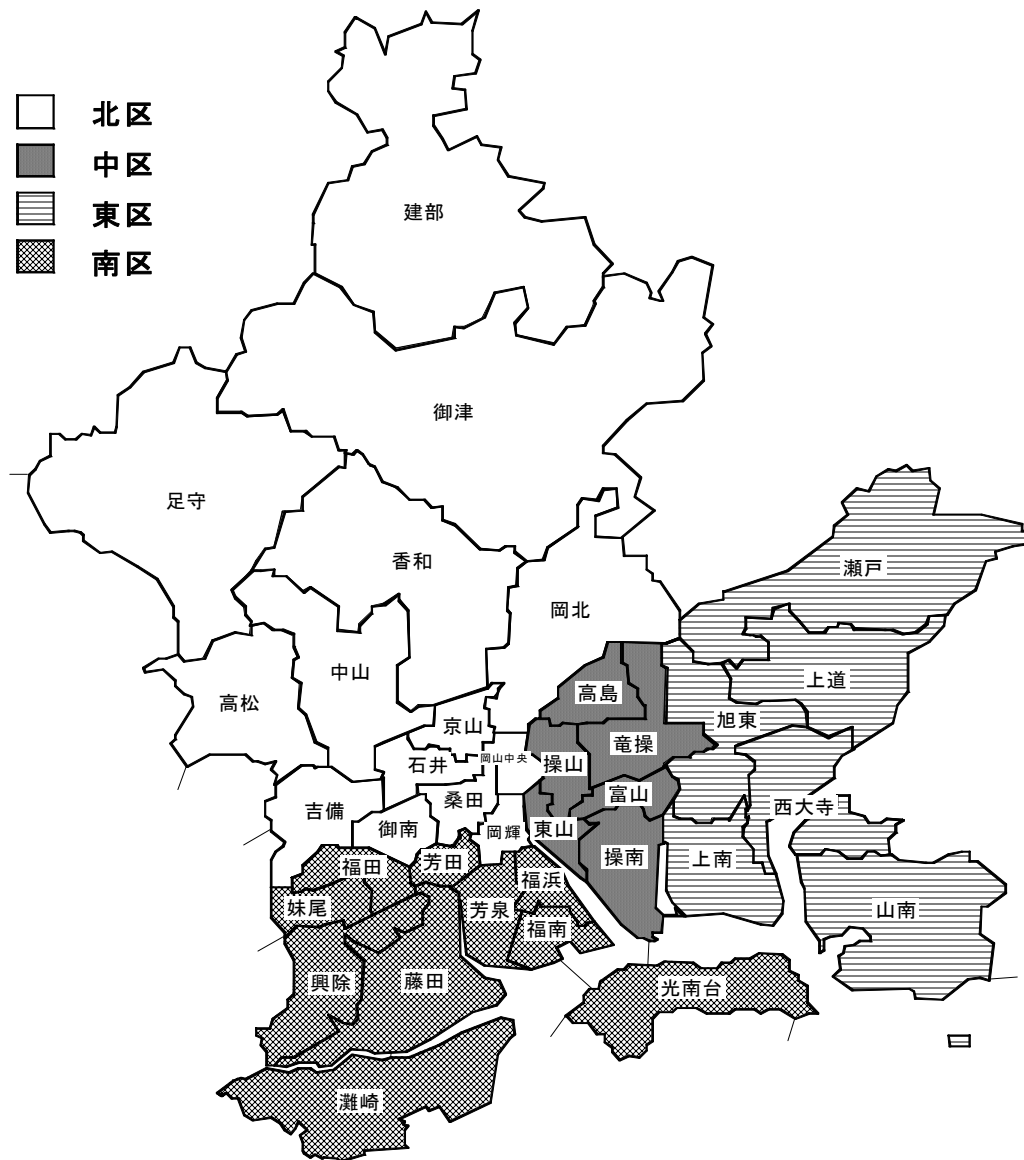 北区
中区
東区
南区
建部
御津
足守
香和
瀬戸
岡北
中山
上道
高松
高島
旭東
京山
竜操
岡山中央
操山
石井
富山
桑田
西大寺
吉備
御南
岡輝
東山
操南
上南
芳田
福田
福浜
妹尾
芳泉
山南
福南
興除
藤田
光南台
灘崎